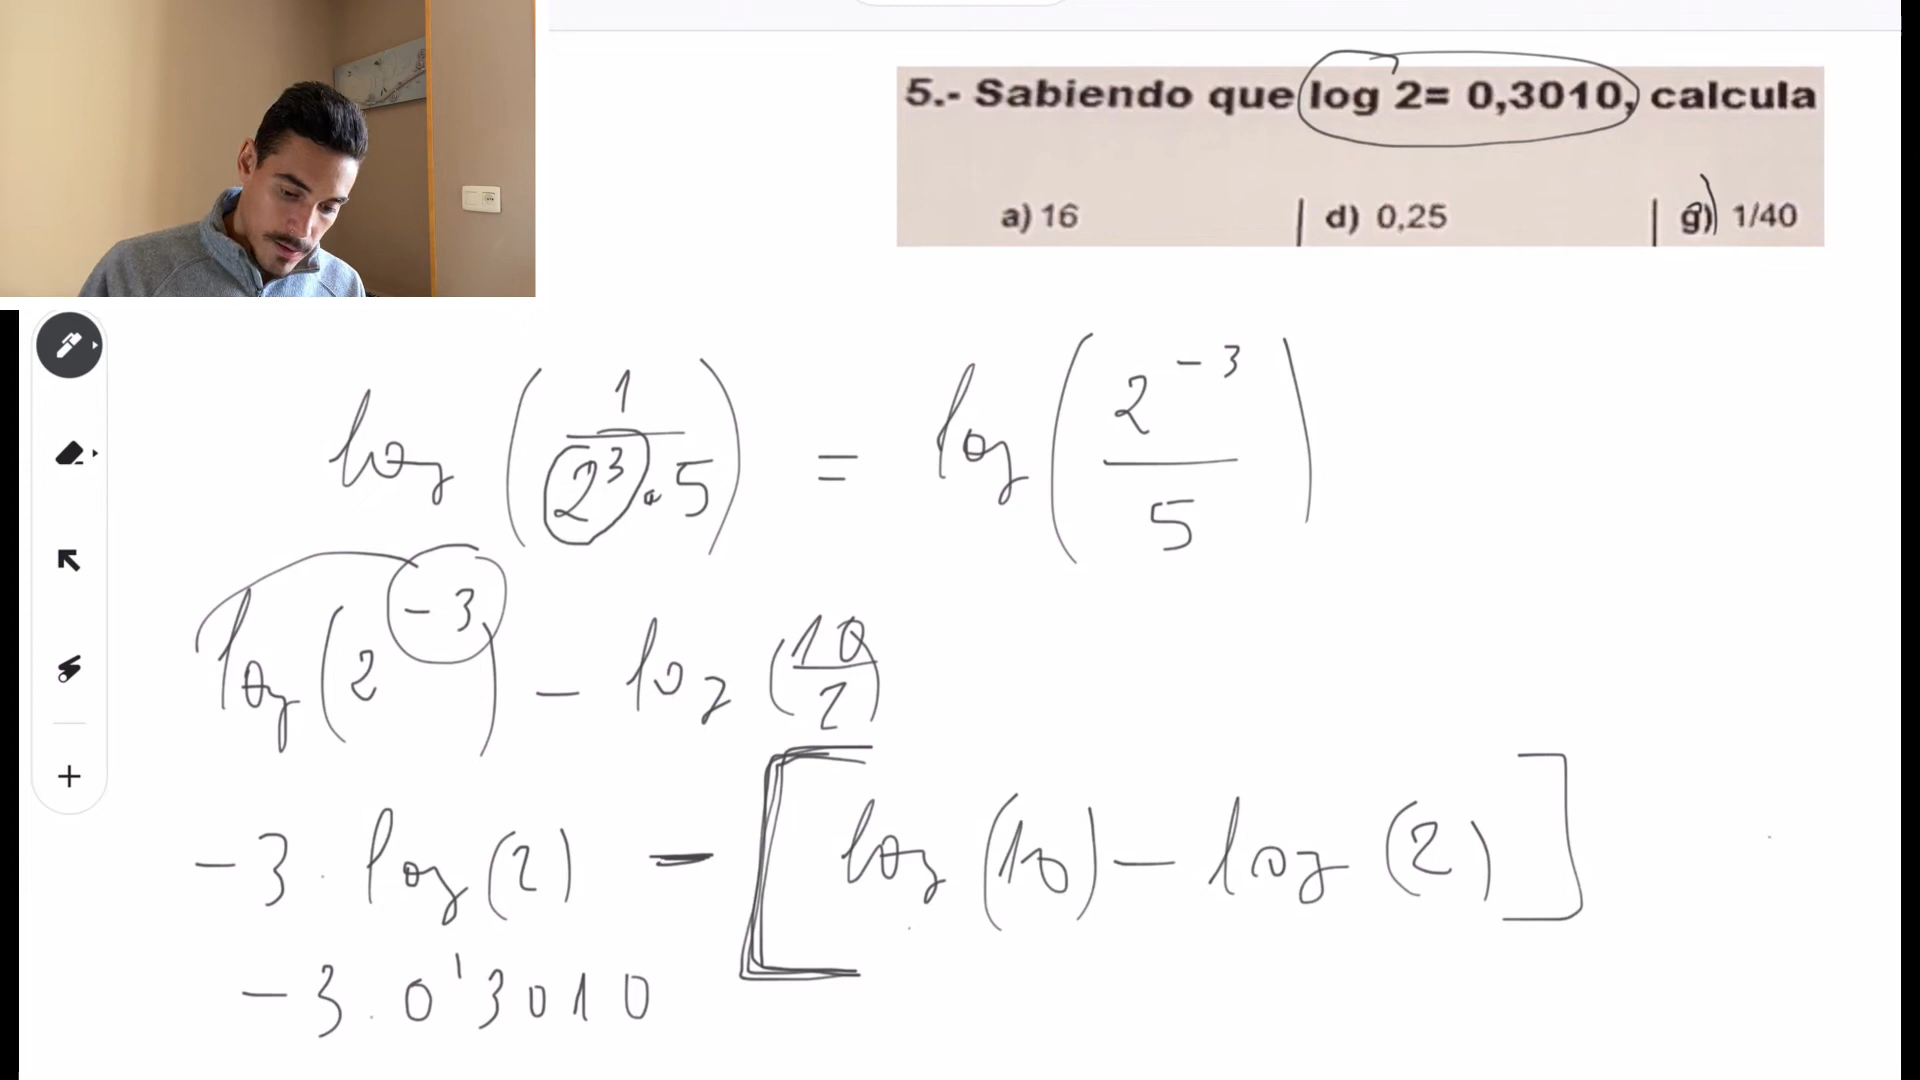 5.- Sabiendo que log 2= 0,3010, calcula
a) 16 | d) 0,25 | g) 1/40
log (1/(2³·5)) = log (2⁻³/5)
log (2⁻³) - log (10/2)
-3 · log (2) - [log (10) - log (2)]
-3 · 0'3010